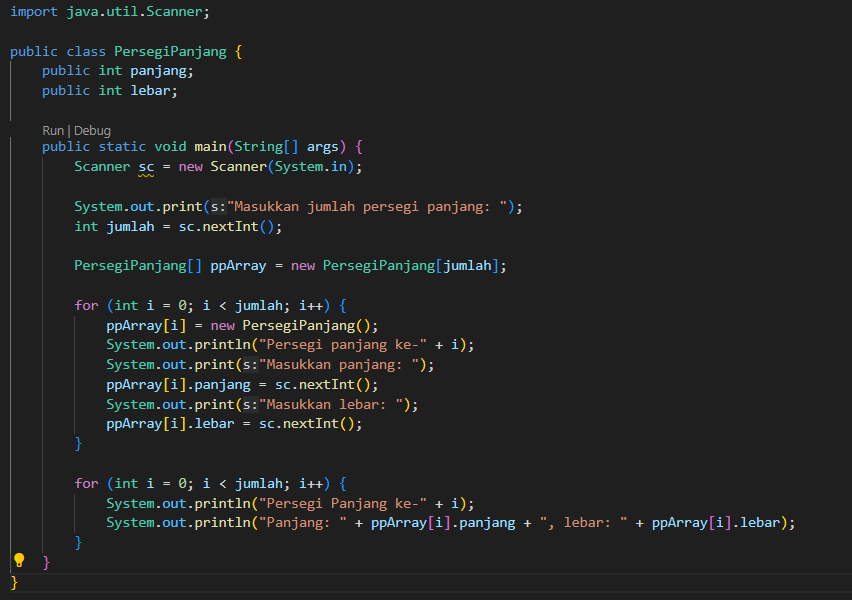 import java.util.Scanner;
public class PersegiPanjang {
public int panjang;
public int lebar;
Run | Debug
public static void main(String[] args) {
Scanner sc = new Scanner(System.in);
System.out.print(s:"Masukkan jumlah persegi panjang: ");
int jumlah = sc.nextInt();
PersegiPanjang[] ppArray = new PersegiPanjang[jumlah];
for (int i = 0; i < jumlah; i++) {
ppArray[i] = new PersegiPanjang();
System.out.println("Persegi panjang ke-" + i);
System.out.print(s:"Masukkan panjang: ");
ppArray[i].panjang = sc.nextInt();
System.out.print(s:"Masukkan lebar: ");
ppArray[i].lebar = sc.nextInt();
}
for (int i = 0; i < jumlah; i++) {
System.out.println("Persegi Panjang ke-" + i);
System.out.println("Panjang: " + ppArray[i].panjang + ", lebar: " + ppArray[i].lebar);
}
}
}